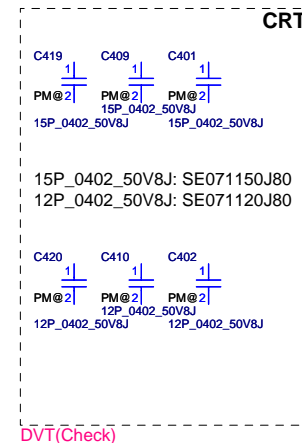 CRT
C419 C409 C401
1 1 1
PM@ 2 PM@ 2 PM@ 2
15P_0402_50V8J
15P_0402_50V8J 15P_0402_50V8J
15P_0402_50V8J: SE071150J80
12P_0402_50V8J: SE071120J80
C420 C410 C402
1 1 1
PM@ 2 PM@ 2 PM@ 2
12P_0402_50V8J
12P_0402_50V8J 12P_0402_50V8J
DVT(Check)